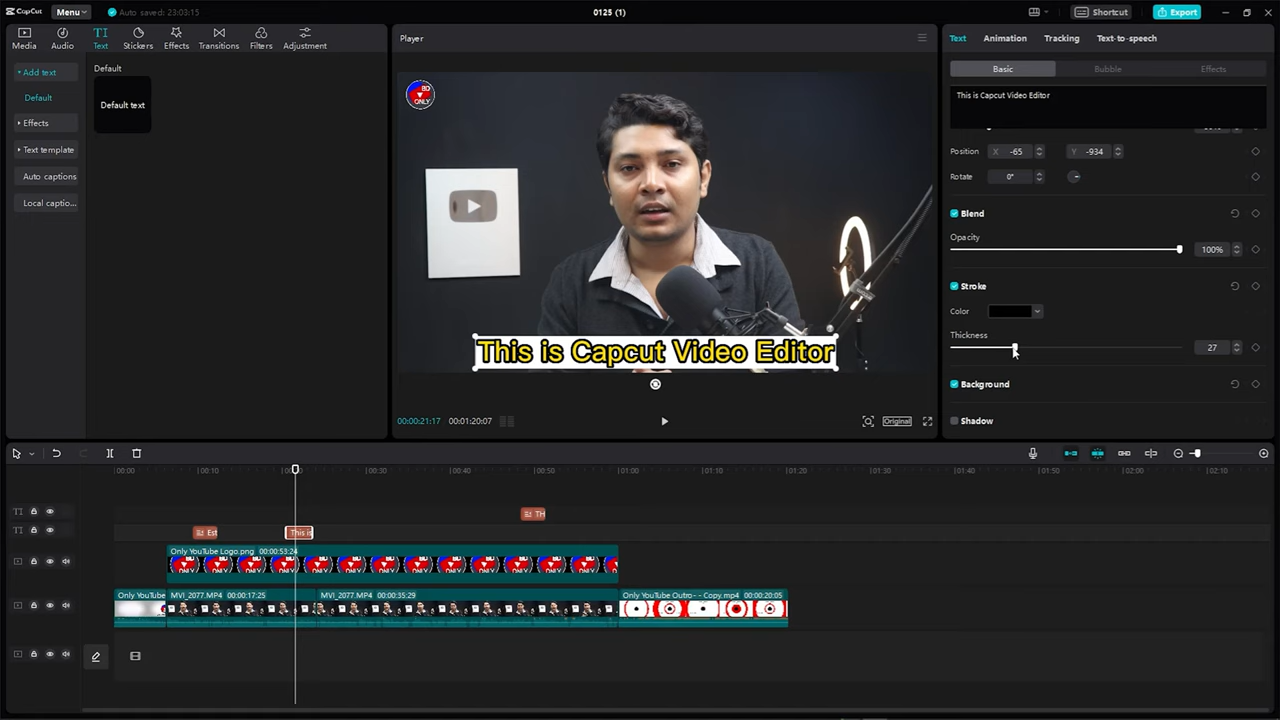 CapCut Menu Auto saved: 23:03:15 0125 (1) Shortcut Export
Media Audio Text Stickers Effects Transitions Filters Adjustment
Add text
Default
Effects
Text template
Auto captions
Local captio...
Default
Default text
Player
BD
ONLY
This is Capcut Video Editor
00:00:21:17 00:01:20:07 Original
Text Animation Tracking Text-to-speech
Basic Bubble Effects
This is Capcut Video Editor
Position X -65 Y -934
Rotate 0°
Blend
Opacity
100%
Stroke
Color
Thickness
27
Background
Shadow
00:00 00:10 00:30 00:40 00:50 01:00 01:10 01:20 01:30 01:40 01:50 02:00 02:10
TH
Est This is
Only YouTube Logo.png 00:00:53:24
Only YouTube MVI_2077.MP4 00:00:17:25 MVI_2077.MP4 00:00:35:29 Only YouTube Outro- - Copy.mp4 00:00:20:05